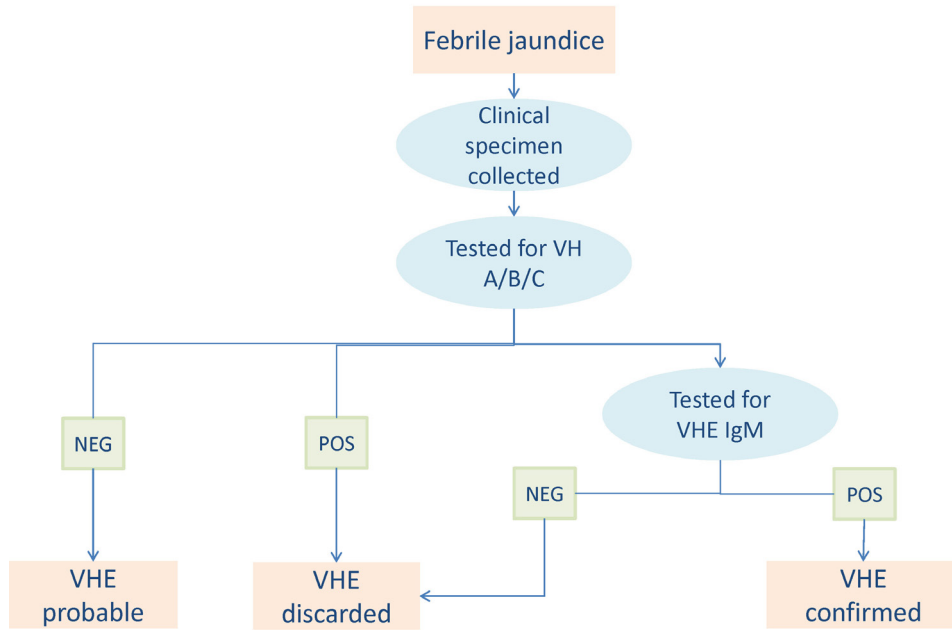 Febrile jaundice
Clinical
specimen
collected
Tested for VH
A/B/C
Tested for
VHE IgM
NEG
POS
NEG
POS
VHE
probable
VHE
discarded
VHE
confirmed